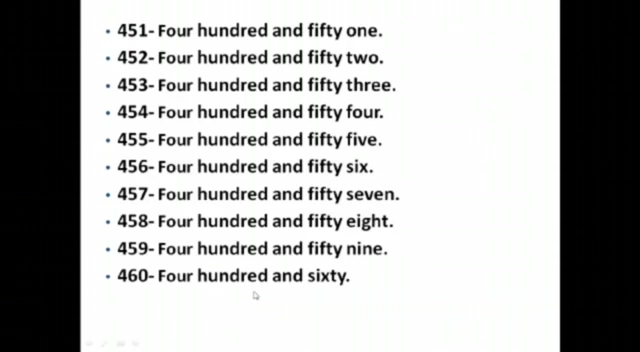 • 451- Four hundred and fifty one.
• 452- Four hundred and fifty two.
• 453- Four hundred and fifty three.
• 454- Four hundred and fifty four.
• 455- Four hundred and fifty five.
• 456- Four hundred and fifty six.
• 457- Four hundred and fifty seven.
• 458- Four hundred and fifty eight.
• 459- Four hundred and fifty nine.
• 460- Four hundred and sixty.